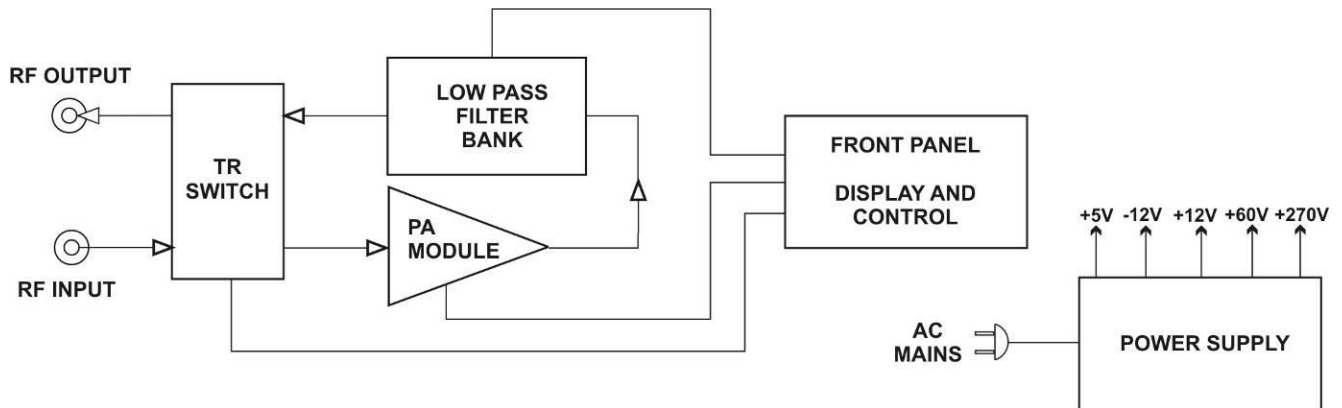 RF OUTPUT
RF INPUT
TR
SWITCH
LOW PASS
FILTER
BANK
PA
MODULE
FRONT PANEL
DISPLAY AND
CONTROL
+5V -12V +12V +60V +270V
AC
MAINS
POWER SUPPLY